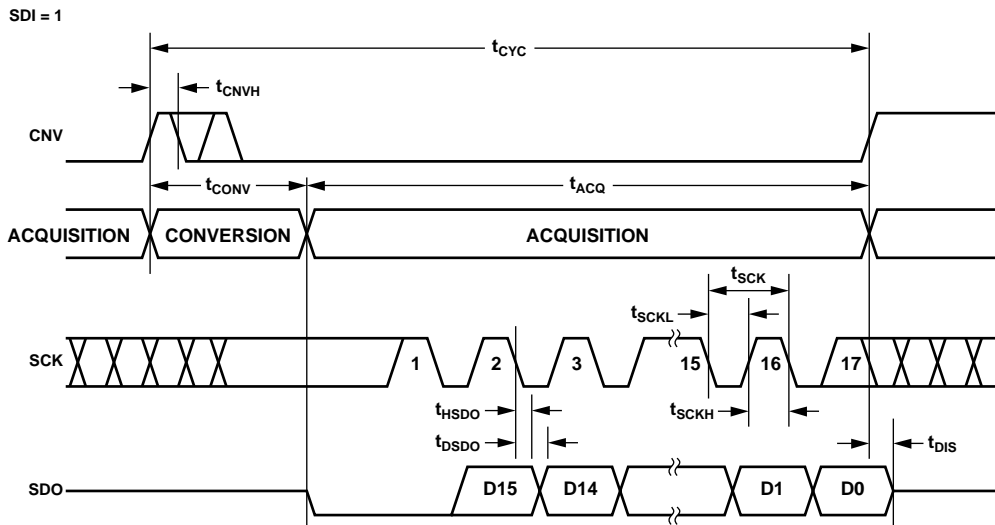 SDI = 1
tCYC
tCNVH
CNV
tCONV
tACQ
ACQUISITION
CONVERSION
ACQUISITION
tSCK
tSCKL
SCK
1
2
3
15
16
17
tHSDO
tSCKH
tDSDO
tDIS
SDO
D15
D14
D1
D0